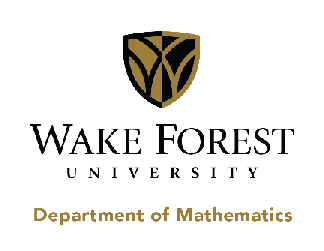 WAKE FOREST
UNIVERSITY
Department of Mathematics